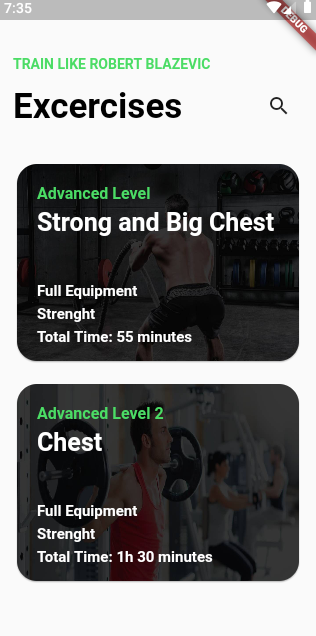 7:35
DEBUG
TRAIN LIKE ROBERT BLAZEVIC
Excercises
Advanced Level
Strong and Big Chest
Full Equipment
Strenght
Total Time: 55 minutes
Advanced Level 2
Chest
Full Equipment
Strenght
Total Time: 1h 30 minutes